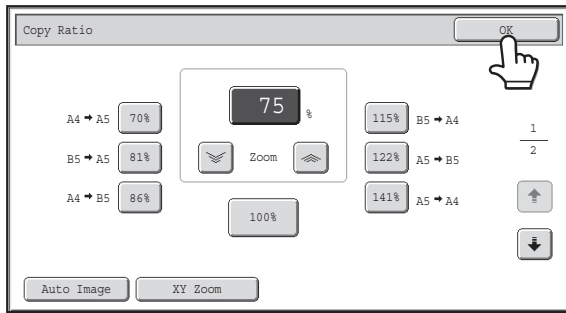 Copy Ratio
OK
75 %
A4 → A5 70%
115% B5 → A4
1
2
B5 → A5 81%
Zoom
122% A5 → B5
A4 → B5 86%
141% A5 → A4
100%
Auto Image
XY Zoom